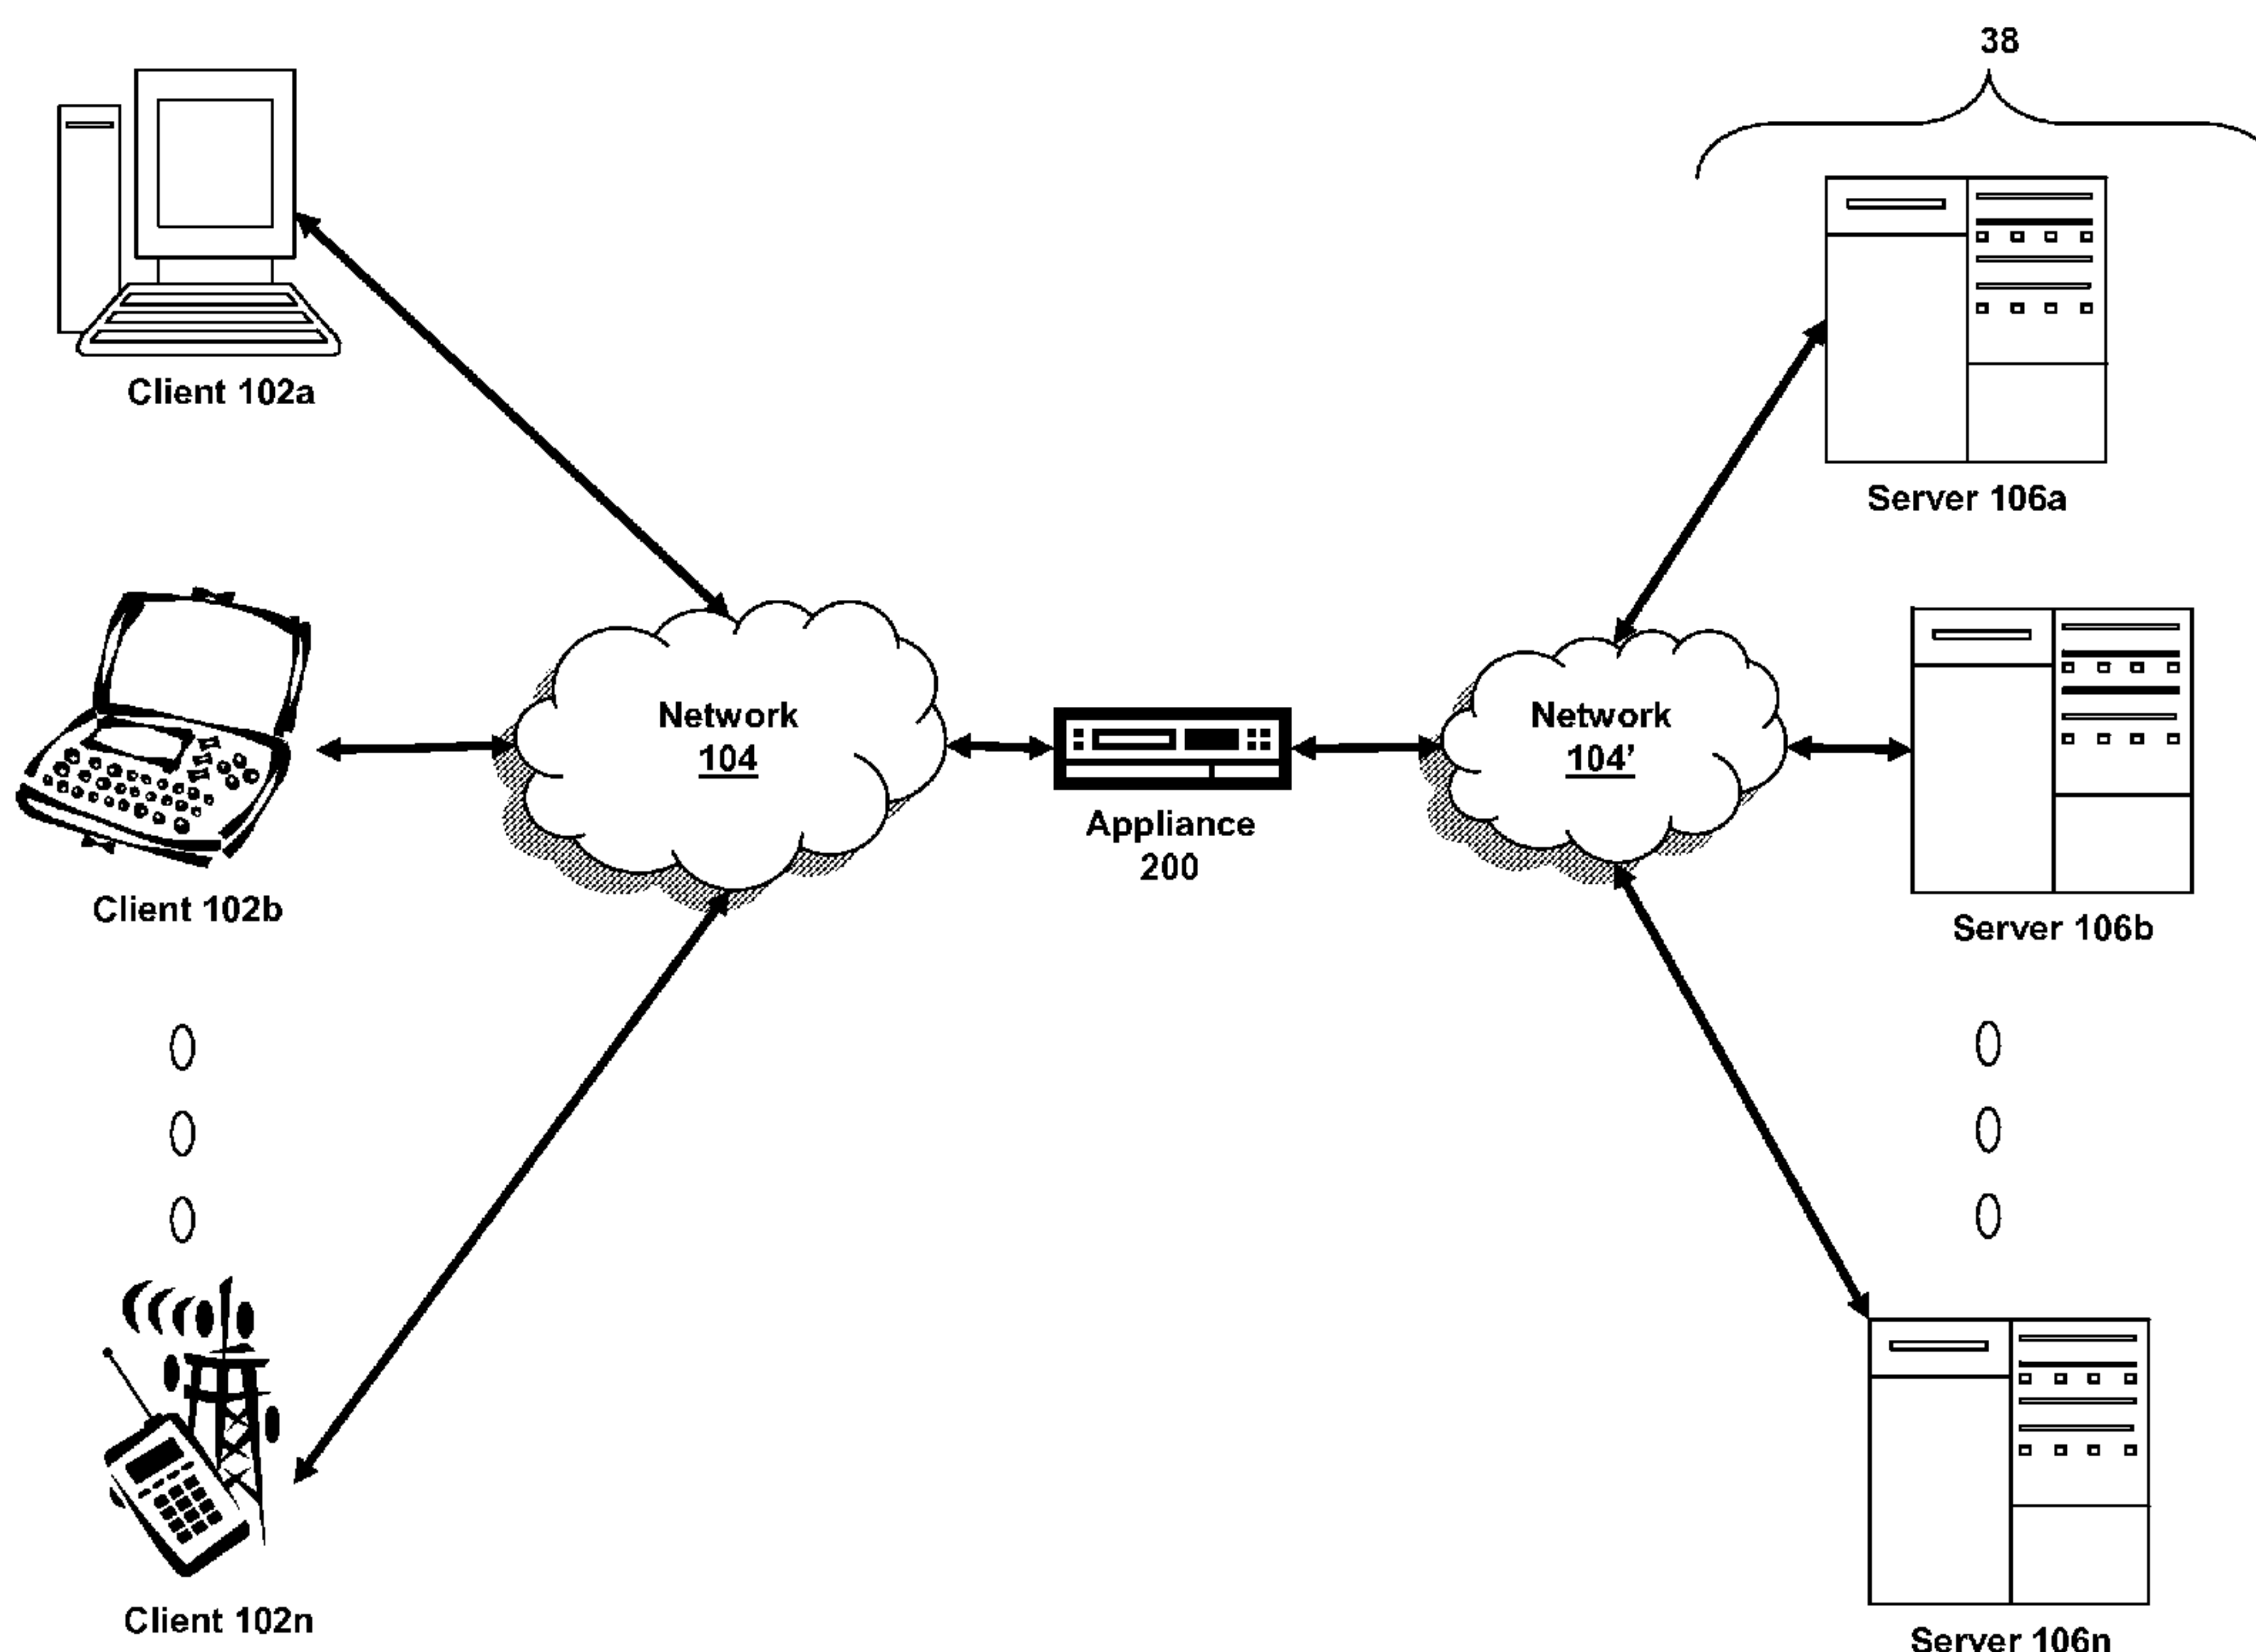 38
Client 102a
Server 106a
Network
104
Network
104’
Appliance
200
Client 102b
Server 106b
Client 102n
Server 106n